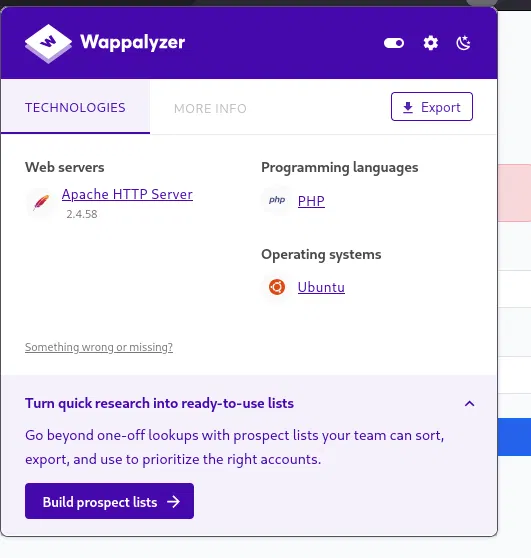 Wappalyzer
TECHNOLOGIES
MORE INFO
Export
Web servers
Apache HTTP Server
2.4.58
Programming languages
php
PHP
Operating systems
Ubuntu
Something wrong or missing?
Turn quick research into ready-to-use lists
Go beyond one-off lookups with prospect lists your team can sort,
export, and use to prioritize the right accounts.
Build prospect lists